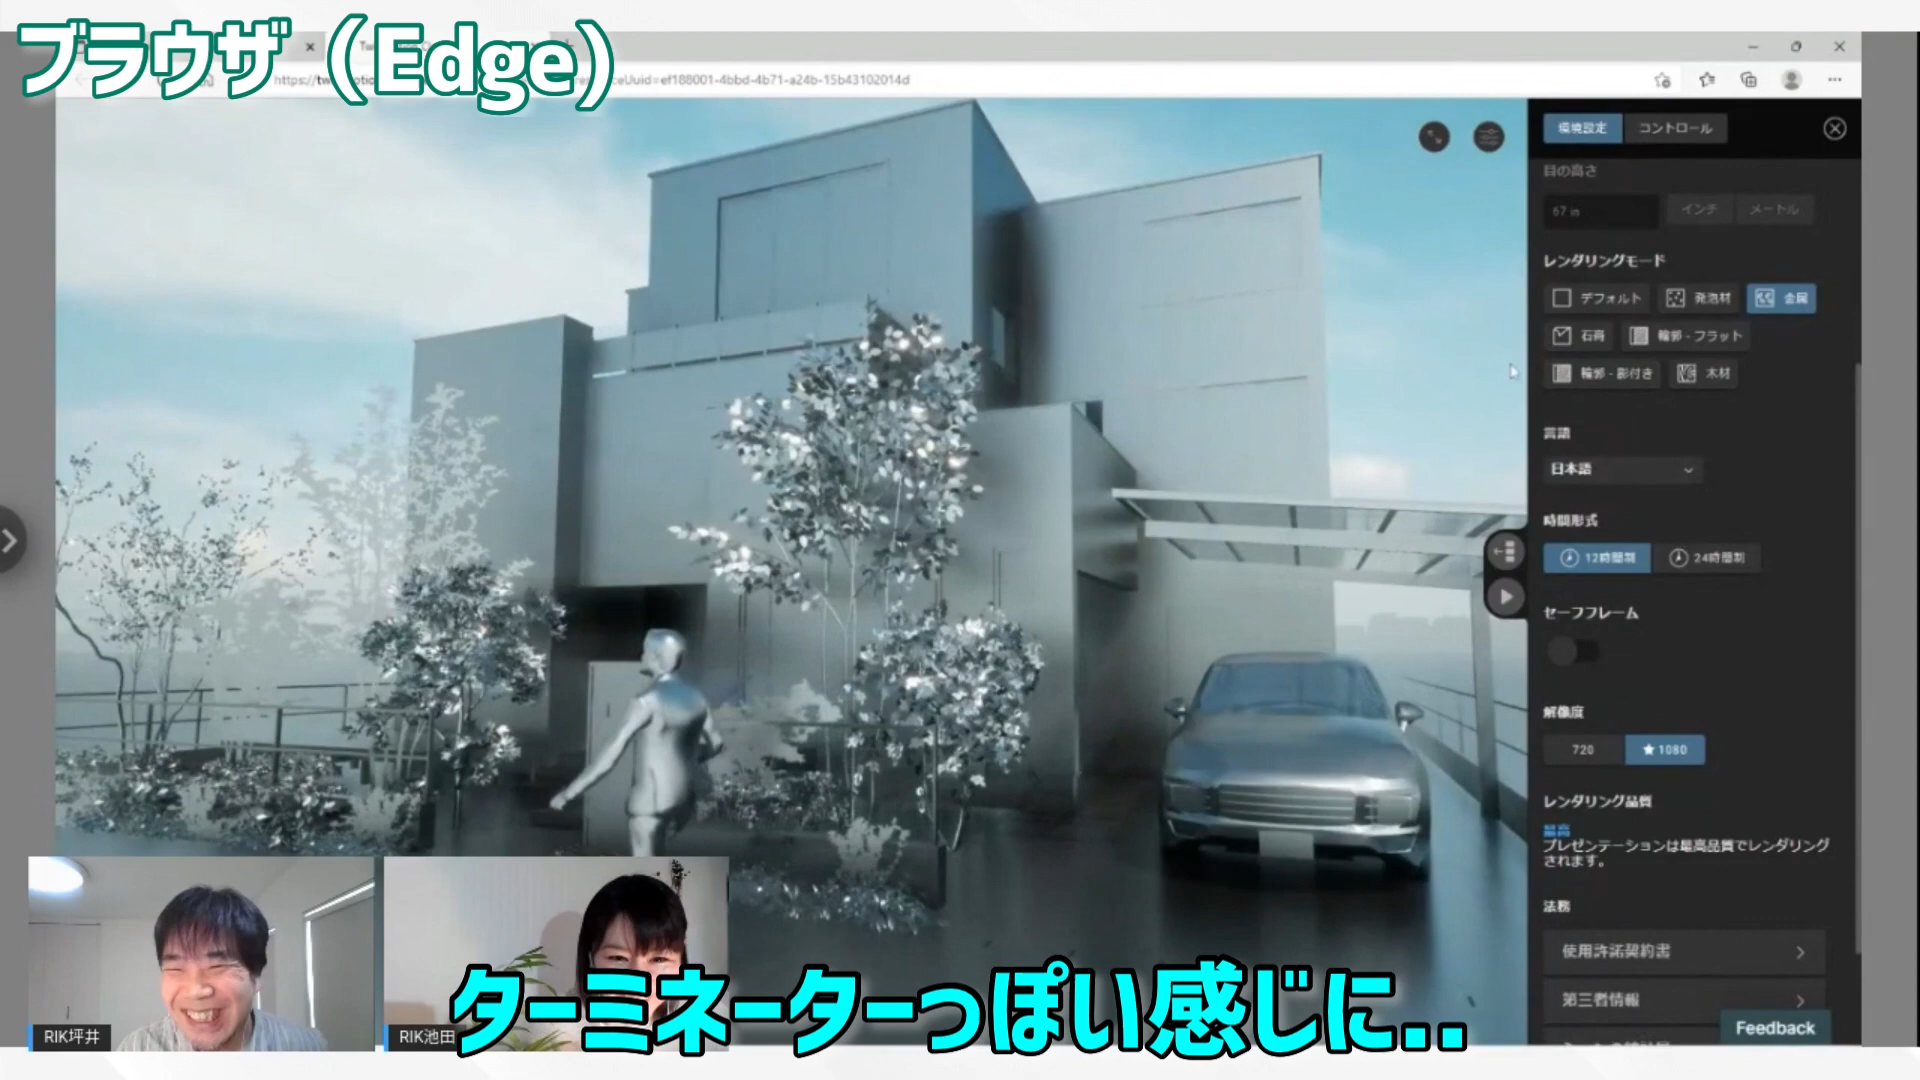 ブラウザ（Edge）
環境設定
コントロール
目の高さ
67 in
インチ
メートル
レンダリングモード
デフォルト
発泡材
金属
石膏
輪郭 - フラット
輪郭 - 影付き
木材
言語
日本語
時間形式
12時間制
24時間制
セーフフレーム
解像度
720
★1080
レンダリング品質
最高
プレゼンテーションは最高品質でレンダリング
されます。
法務
使用許諾契約書
第三者情報
Feedback
RIK坪井
RIK池田
ターミネーターっぽい感じに..